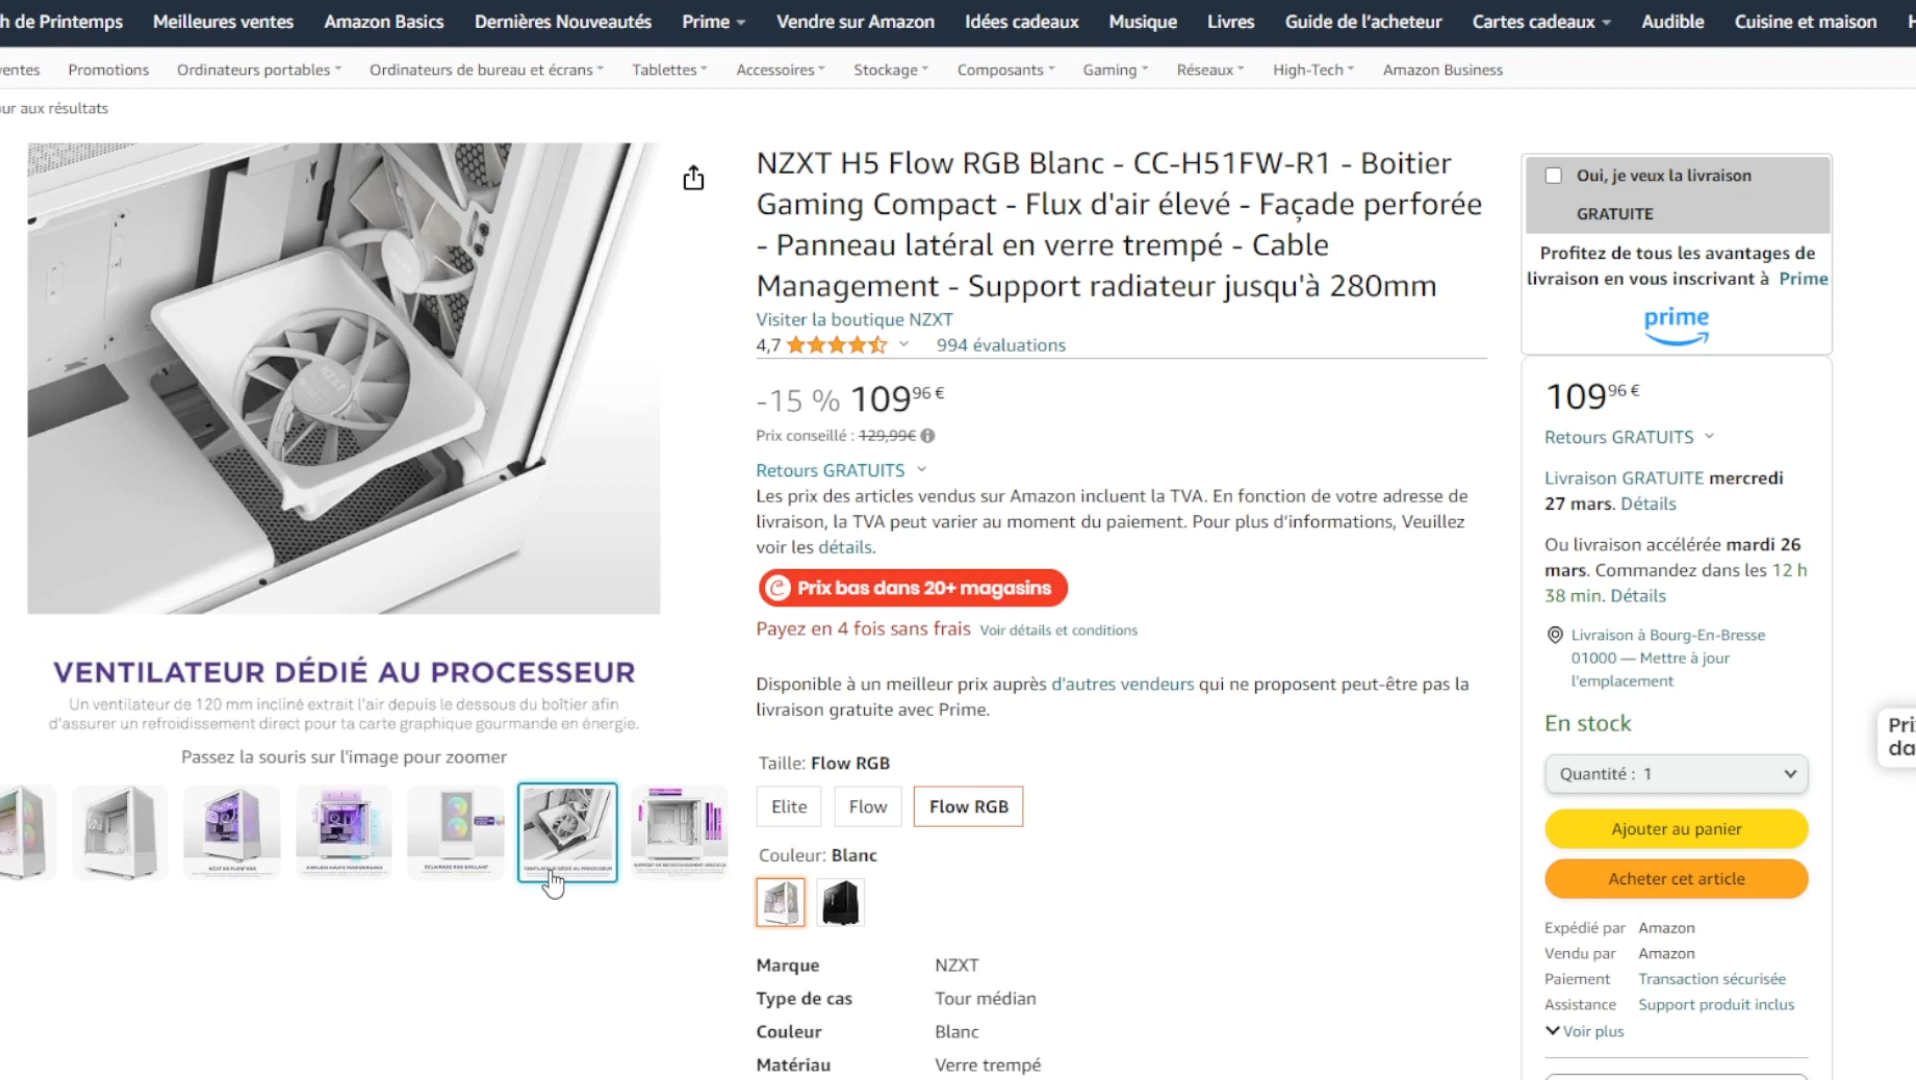 h de Printemps Meilleures ventes Amazon Basics Dernières Nouveautés Prime Vendre sur Amazon Idées cadeaux Musique Livres Guide de l'acheteur Cartes cadeaux Audible Cuisine et maison
entes Promotions Ordinateurs portables Ordinateurs de bureau et écrans Tablettes Accessoires Stockage Composants Gaming Réseaux High-Tech Amazon Business
ur aux résultats
VENTILATEUR DÉDIÉ AU PROCESSEUR
Un ventilateur de 120 mm incliné extrait l'air depuis le dessous du boîtier afin
d'assurer un refroidissement direct pour ta carte graphique gourmande en énergie.
Passez la souris sur l'image pour zoomer
NZXT H5 Flow RGB Blanc - CC-H51FW-R1 - Boitier
Gaming Compact - Flux d'air élevé - Façade perforée
- Panneau latéral en verre trempé - Cable
Management - Support radiateur jusqu'à 280mm
Visiter la boutique NZXT
4,7 994 évaluations
-15 % 109,96 €
Prix conseillé : 129,99€
Retours GRATUITS
Les prix des articles vendus sur Amazon incluent la TVA. En fonction de votre adresse de
livraison, la TVA peut varier au moment du paiement. Pour plus d'informations, Veuillez
voir les détails.
Prix bas dans 20+ magasins
Payez en 4 fois sans frais Voir détails et conditions
Disponible à un meilleur prix auprès d'autres vendeurs qui ne proposent peut-être pas la
livraison gratuite avec Prime.
Taille: Flow RGB
Elite Flow Flow RGB
Couleur: Blanc
Marque NZXT
Type de cas Tour médian
Couleur Blanc
Matériau Verre trempé
Oui, je veux la livraison
GRATUITE
Profitez de tous les avantages de
livraison en vous inscrivant à Prime
prime
109,96 €
Retours GRATUITS
Livraison GRATUITE mercredi
27 mars. Détails
Ou livraison accélérée mardi 26
mars. Commandez dans les 12 h
38 min. Détails
Livraison à Bourg-En-Bresse
01000 — Mettre à jour
l'emplacement
En stock
Quantité : 1
Ajouter au panier
Acheter cet article
Expédié par Amazon
Vendu par Amazon
Paiement Transaction sécurisée
Assistance Support produit inclus
Voir plus
Pri
da